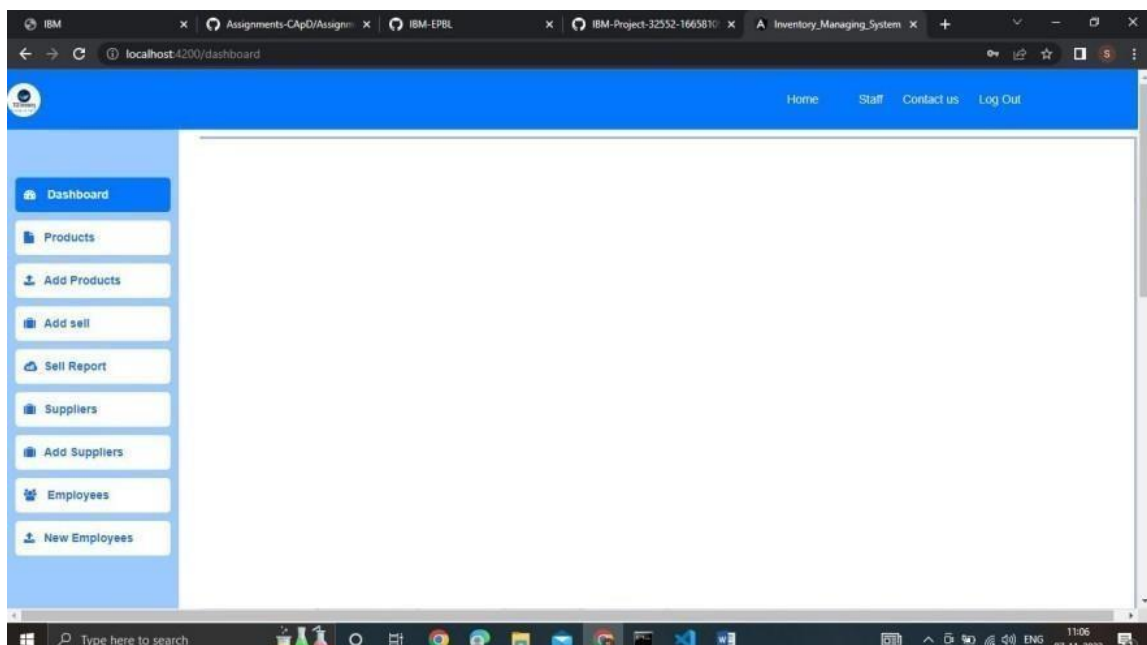 IBM
Assignments-CApD/Assignm
IBM-EPBL
IBM-Project-32552-1665810
A Inventory_Managing_System
localhost:4200/dashboard
S
Home Staff Contact us Log Out
Dashboard
Products
Add Products
Add sell
Sell Report
Suppliers
Add Suppliers
Employees
New Employees
Type here to search
ENG
11:06